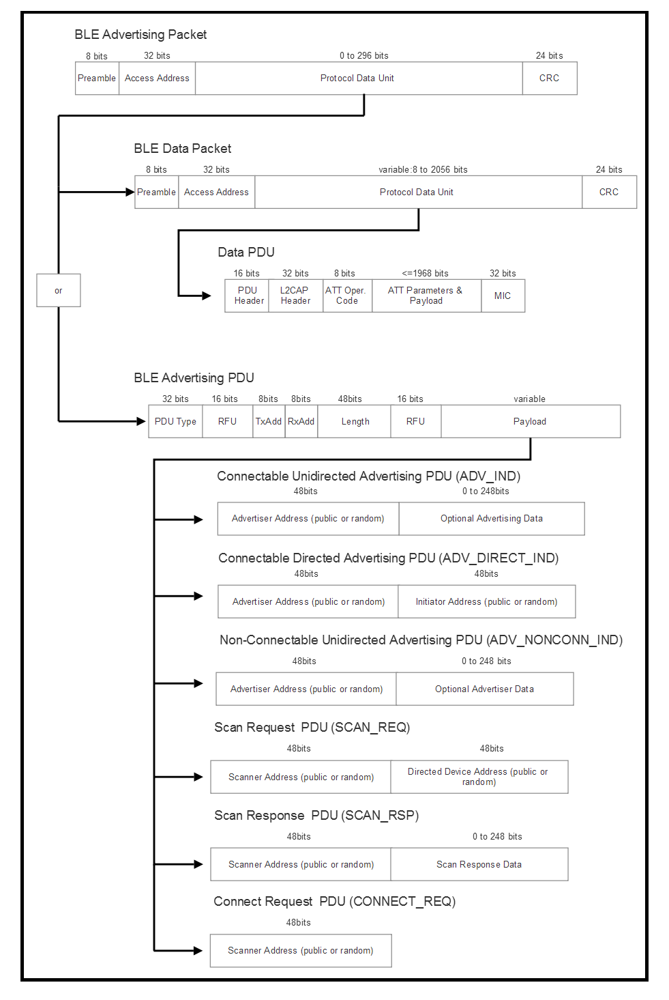 BLE Advertising Packet
8 bits 32 bits 0 to 296 bits 24 bits
Preamble Access Address Protocol Data Unit CRC
BLE Data Packet
8 bits 32 bits variable:8 to 2056 bits 24 bits
Preamble Access Address Protocol Data Unit CRC
Data PDU
16 bits 32 bits 8 bits <=1968 bits 32 bits
PDU Header L2CAP Header ATT Oper. Code ATT Parameters & Payload MIC
or
BLE Advertising PDU
32 bits 16 bits 8bits 8bits 48bits 16 bits variable
PDU Type RFU TxAdd RxAdd Length RFU Payload
Connectable Unidirected Advertising PDU (ADV_IND)
48bits 0 to 248bits
Advertiser Address (public or random) Optional Advertising Data
Connectable Directed Advertising PDU (ADV_DIRECT_IND)
48bits 48bits
Advertiser Address (public or random) Initiator Address (public or random)
Non-Connectable Unidirected Advertising PDU (ADV_NONCONN_IND)
48bits 0 to 248 bits
Advertiser Address (public or random) Optional Advertiser Data
Scan Request PDU (SCAN_REQ)
48bits 48bits
Scanner Address (public or random) Directed Device Address (public or random)
Scan Response PDU (SCAN_RSP)
48bits 0 to 248 bits
Scanner Address (public or random) Scan Response Data
Connect Request PDU (CONNECT_REQ)
48bits
Scanner Address (public or random)